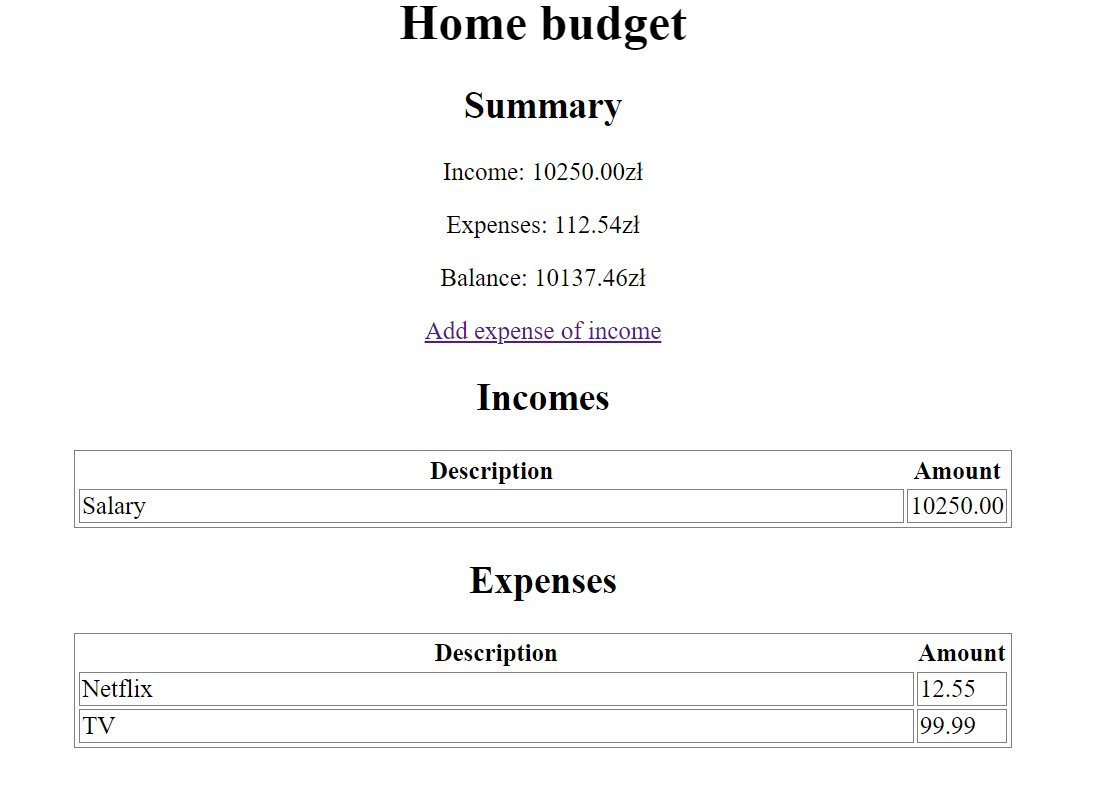 Home budget
Summary
Income: 10250.00zł
Expenses: 112.54zł
Balance: 10137.46zł
Add expense of income
Incomes
Description Amount
Salary 10250.00
Expenses
Description Amount
Netflix 12.55
TV 99.99